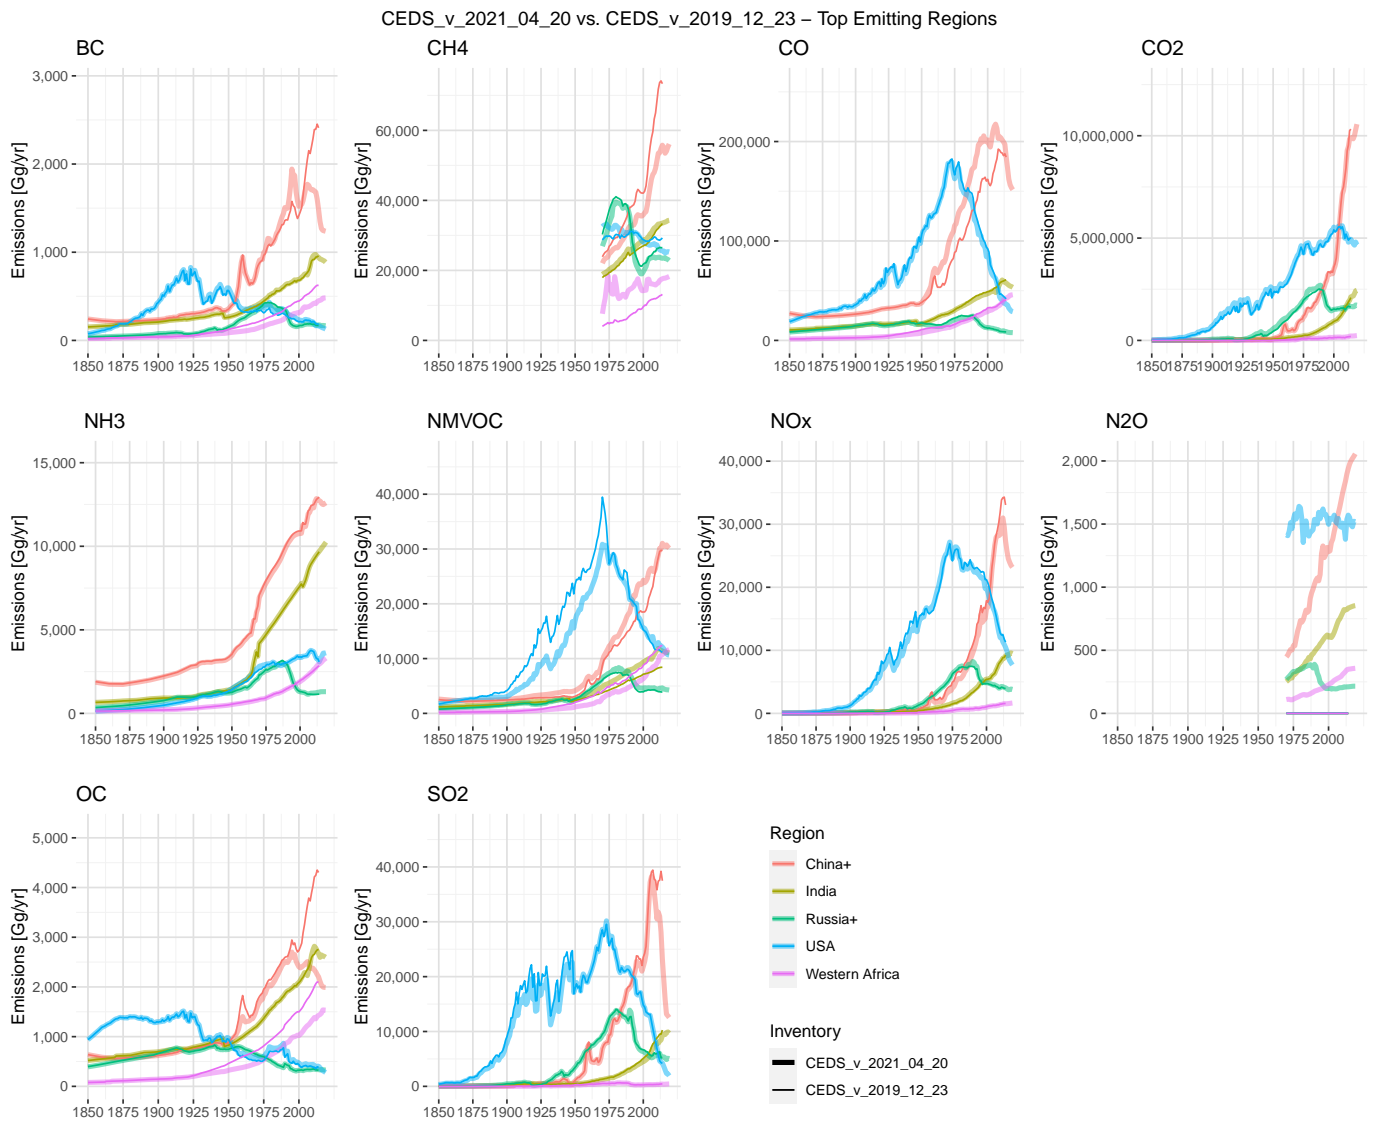 CEDS_v_2021_04_20 vs. CEDS_v_2019_12_23 – Top Emitting Regions
BC
Emissions [Gg/yr]
3,000
2,000
1,000
0
1850 1875 1900 1925 1950 1975 2000
CH4
Emissions [Gg/yr]
60,000
40,000
20,000
0
1850 1875 1900 1925 1950 1975 2000
CO
Emissions [Gg/yr]
200,000
100,000
0
1850 1875 1900 1925 1950 1975 2000
CO2
Emissions [Gg/yr]
10,000,000
5,000,000
0
1850 1875 1900 1925 1950 1975 2000
NH3
Emissions [Gg/yr]
15,000
10,000
5,000
0
1850 1875 1900 1925 1950 1975 2000
NMVOC
Emissions [Gg/yr]
40,000
30,000
20,000
10,000
0
1850 1875 1900 1925 1950 1975 2000
NOx
Emissions [Gg/yr]
40,000
30,000
20,000
10,000
0
1850 1875 1900 1925 1950 1975 2000
N2O
Emissions [Gg/yr]
2,000
1,500
1,000
500
0
1850 1875 1900 1925 1950 1975 2000
OC
Emissions [Gg/yr]
5,000
4,000
3,000
2,000
1,000
0
1850 1875 1900 1925 1950 1975 2000
SO2
Emissions [Gg/yr]
40,000
30,000
20,000
10,000
0
1850 1875 1900 1925 1950 1975 2000
Region
China+
India
Russia+
USA
Western Africa
Inventory
CEDS_v_2021_04_20
CEDS_v_2019_12_23